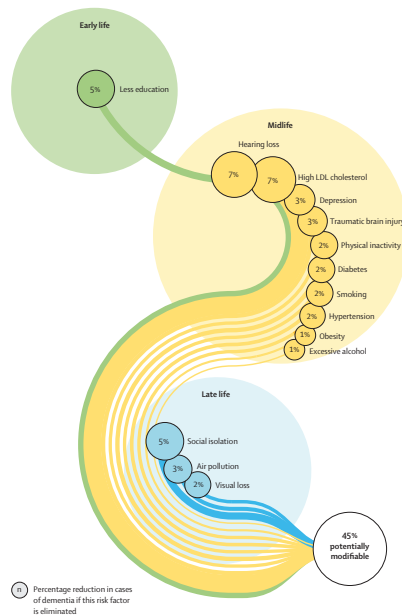 Early life
5%
Less education
Midlife
Hearing loss
7%
7%
High LDL cholesterol
3%
Depression
3%
Traumatic brain injury
2%
Physical inactivity
2%
Diabetes
2%
Smoking
2%
Hypertension
1%
Obesity
1%
Excessive alcohol
Late life
5%
Social isolation
3%
Air pollution
2%
Visual loss
45%
potentially
modifiable
n
Percentage reduction in cases
of dementia if this risk factor
is eliminated